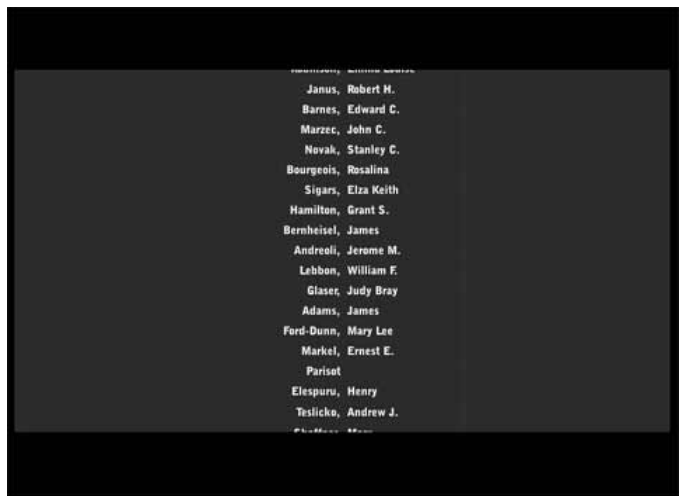 Janus, Robert H.
Barnes, Edward C.
Marzec, John C.
Novak, Stanley C.
Bourgeois, Rosalina
Sigars, Elza Keith
Hamilton, Grant S.
Bernheisel, James
Andreoli, Jerome M.
Lebbon, William F.
Glaser, Judy Bray
Adams, James
Ford-Dunn, Mary Lee
Markel, Ernest E.
Parisot
Elespuru, Henry
Teslicko, Andrew J.